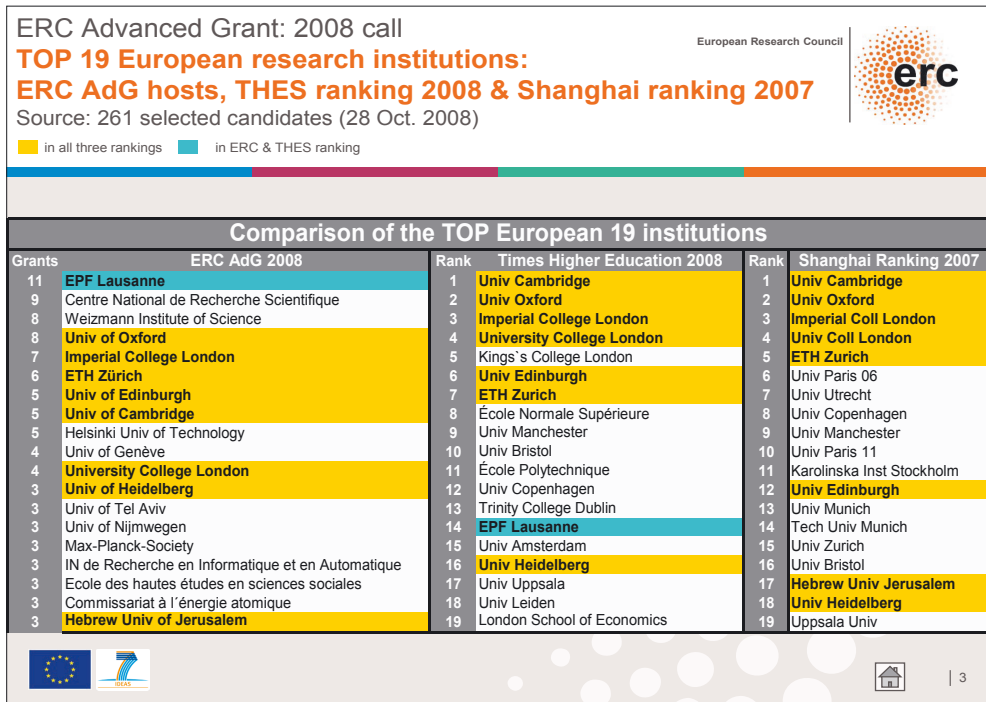 ERC Advanced Grant: 2008 call
TOP 19 European research institutions:
ERC AdG hosts, THES ranking 2008 & Shanghai ranking 2007
Source: 261 selected candidates (28 Oct. 2008)
European Research Council
erc
in all three rankings in ERC & THES ranking
Comparison of the TOP European 19 institutions
Grants ERC AdG 2008 Rank Times Higher Education 2008 Rank Shanghai Ranking 2007
11 EPF Lausanne 1 Univ Cambridge 1 Univ Cambridge
9 Centre National de Recherche Scientifique 2 Univ Oxford 2 Univ Oxford
8 Weizmann Institute of Science 3 Imperial College London 3 Imperial Coll London
8 Univ of Oxford 4 University College London 4 Univ Coll London
7 Imperial College London 5 Kings`s College London 5 ETH Zurich
6 ETH Zürich 6 Univ Edinburgh 6 Univ Paris 06
5 Univ of Edinburgh 7 ETH Zurich 7 Univ Utrecht
5 Univ of Cambridge 8 École Normale Supérieure 8 Univ Copenhagen
5 Helsinki Univ of Technology 9 Univ Manchester 9 Univ Manchester
4 Univ of Genève 10 Univ Bristol 10 Univ Paris 11
4 University College London 11 École Polytechnique 11 Karolinska Inst Stockholm
3 Univ of Heidelberg 12 Univ Copenhagen 12 Univ Edinburgh
3 Univ of Tel Aviv 13 Trinity College Dublin 13 Univ Munich
3 Univ of Nijmwegen 14 EPF Lausanne 14 Tech Univ Munich
3 Max-Planck-Society 15 Univ Amsterdam 15 Univ Zurich
3 IN de Recherche en Informatique et en Automatique 16 Univ Heidelberg 16 Univ Bristol
3 Ecole des hautes études en sciences sociales 17 Univ Uppsala 17 Hebrew Univ Jerusalem
3 Commissariat à l´énergie atomique 18 Univ Leiden 18 Univ Heidelberg
3 Hebrew Univ of Jerusalem 19 London School of Economics 19 Uppsala Univ
IDEAS
| 3